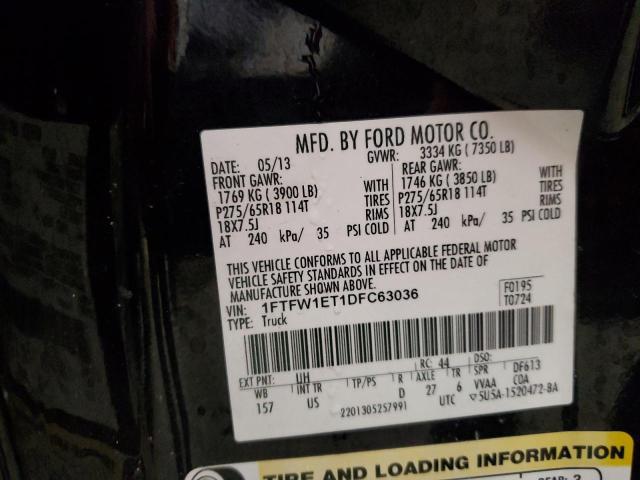 MFD. BY FORD MOTOR CO.
DATE: 05/13 GVWR: 3334 KG ( 7350 LB)
FRONT GAWR: REAR GAWR:
1769 KG ( 3900 LB) WITH 1746 KG ( 3850 LB) WITH
P275/65R18 114T TIRES P275/65R18 114T TIRES
18X7.5J RIMS 18X7.5J RIMS
AT 240 kPa/ 35 PSI COLD AT 240 kPa/ 35 PSI COLD
THIS VEHICLE CONFORMS TO ALL APPLICABLE FEDERAL MOTOR
VEHICLE SAFETY STANDARDS IN EFFECT ON THE DATE OF
MANUFACTURE SHOWN ABOVE.
VIN: 1FTFW1ET1DFC63036 F0195
TYPE: Truck T0724
EXT PNT: UH RC: 44 DSO:
WB INT TR TP/PS R AXLE TR SPR DF613
157 US D 27 6 VVAA COA
2201305257991 UTC ▽5U5A-1520472-BA
TIRE AND LOADING INFORMATION